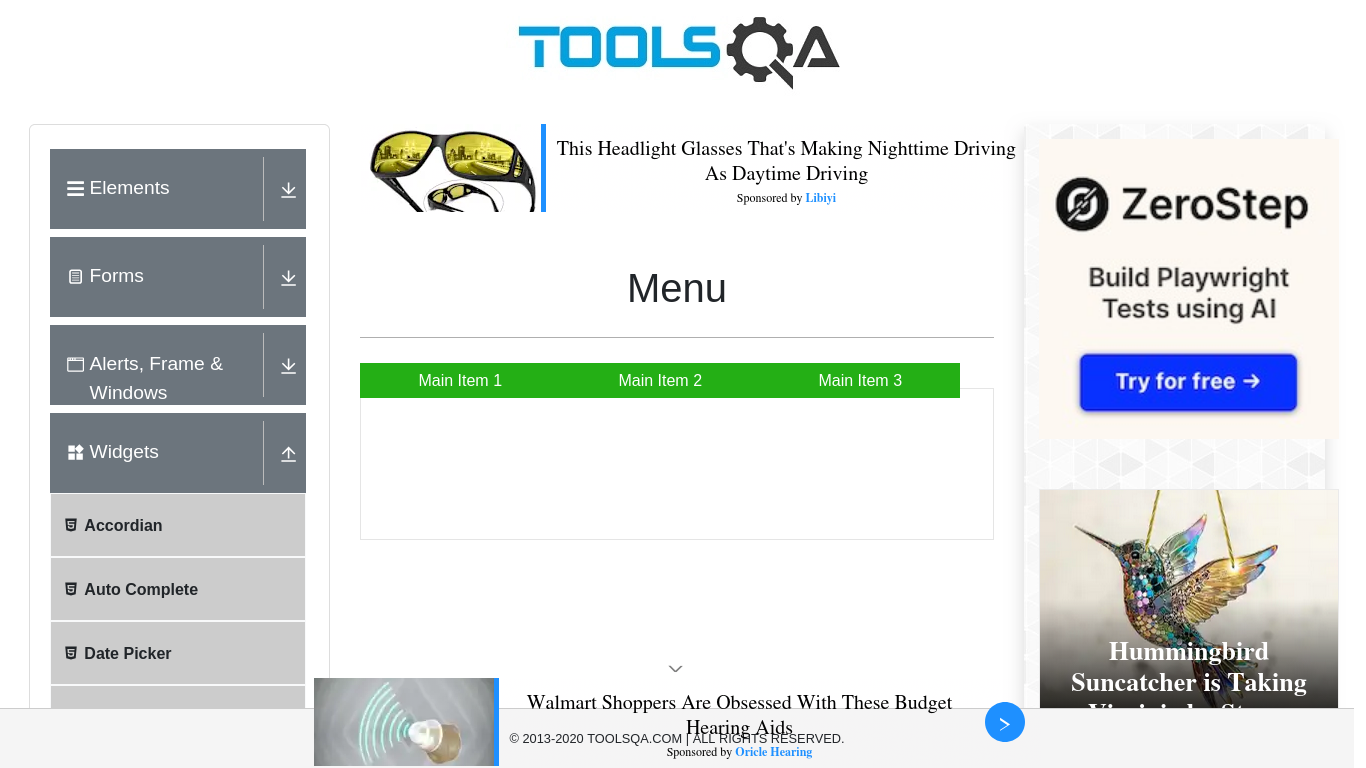 TOOLSQA
This Headlight Glasses That's Making Nighttime Driving
As Daytime Driving
Sponsored by Libiyi
Elements
Forms
Alerts, Frame &
Windows
Widgets
Accordian
Auto Complete
Date Picker
Menu
Main Item 1 Main Item 2 Main Item 3
ZeroStep
Build Playwright
Tests using AI
Try for free →
Hummingbird
Suncatcher is Taking
Walmart Shoppers Are Obsessed With These Budget
Hearing Aids
© 2013-2020 TOOLSQA.COM | ALL RIGHTS RESERVED.
Sponsored by Oricle Hearing